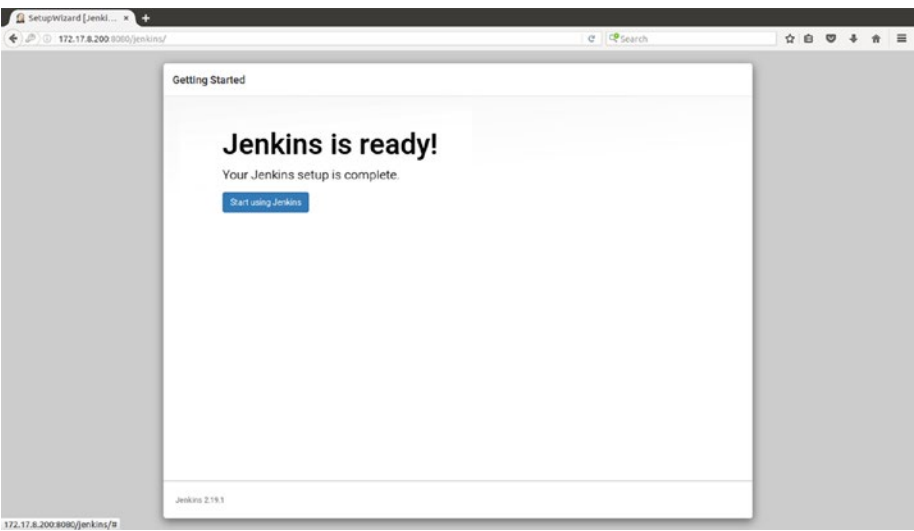 SetupWizard [Jenki...
172.17.8.200:8080/jenkins/
Search
Getting Started
Jenkins is ready!
Your Jenkins setup is complete.
Start using Jenkins
Jenkins 2.19.1
172.17.8.200:8080/jenkins/#